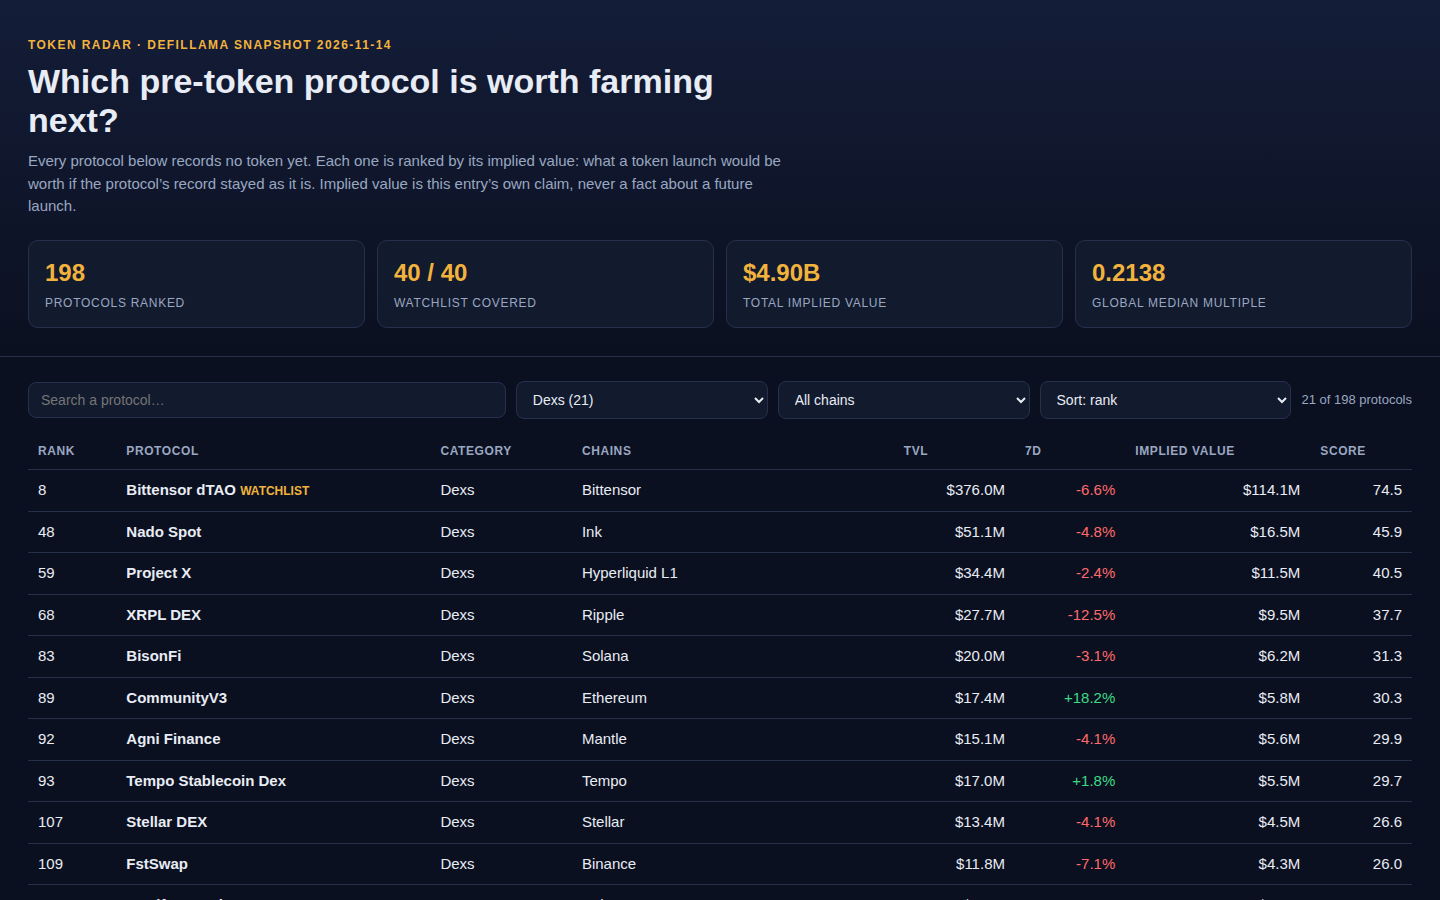 TOKEN RADAR · DEFILLAMA SNAPSHOT 2026-11-14
Which pre-token protocol is worth farming
next?
Every protocol below records no token yet. Each one is ranked by its implied value: what a token launch would be
worth if the protocol’s record stayed as it is. Implied value is this entry’s own claim, never a fact about a future
launch.
198
PROTOCOLS RANKED
40 / 40
WATCHLIST COVERED
$4.90B
TOTAL IMPLIED VALUE
0.2138
GLOBAL MEDIAN MULTIPLE
Search a protocol… Dexs (21) All chains Sort: rank 21 of 198 protocols
RANK PROTOCOL CATEGORY CHAINS TVL 7D IMPLIED VALUE SCORE
8 Bittensor dTAO WATCHLIST Dexs Bittensor $376.0M -6.6% $114.1M 74.5
48 Nado Spot Dexs Ink $51.1M -4.8% $16.5M 45.9
59 Project X Dexs Hyperliquid L1 $34.4M -2.4% $11.5M 40.5
68 XRPL DEX Dexs Ripple $27.7M -12.5% $9.5M 37.7
83 BisonFi Dexs Solana $20.0M -3.1% $6.2M 31.3
89 CommunityV3 Dexs Ethereum $17.4M +18.2% $5.8M 30.3
92 Agni Finance Dexs Mantle $15.1M -4.1% $5.6M 29.9
93 Tempo Stablecoin Dex Dexs Tempo $17.0M +1.8% $5.5M 29.7
107 Stellar DEX Dexs Stellar $13.4M -4.1% $4.5M 26.6
109 FstSwap Dexs Binance $11.8M -7.1% $4.3M 26.0